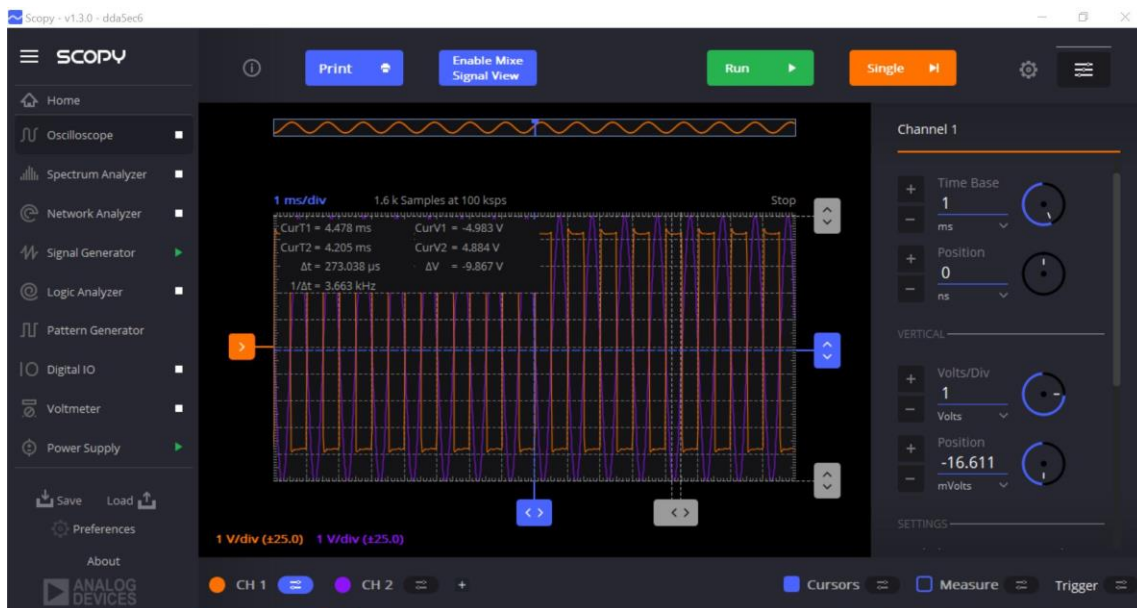 Scopy - v1.3.0 - dda5ec6
SCOPY
Print
Enable Mixe
Signal View
Run
Single
Home
Oscilloscope
Spectrum Analyzer
Network Analyzer
Signal Generator
Logic Analyzer
Pattern Generator
Digital IO
Voltmeter
Power Supply
Save Load
Preferences
About
ANALOG
DEVICES
1 ms/div 1.6 k Samples at 100 ksps Stop
CurT1 = 4.478 ms CurV1 = -4.983 V
CurT2 = 4.205 ms CurV2 = 4.884 V
Δt = 273.038 µs ΔV = -9.867 V
1/Δt = 3.663 kHz
1 V/div (±25.0) 1 V/div (±25.0)
CH 1 CH 2 +
Cursors Measure Trigger
Channel 1
Time Base
1
ms
Position
0
ns
VERTICAL
Volts/Div
1
Volts
Position
-16.611
mVolts
SETTINGS